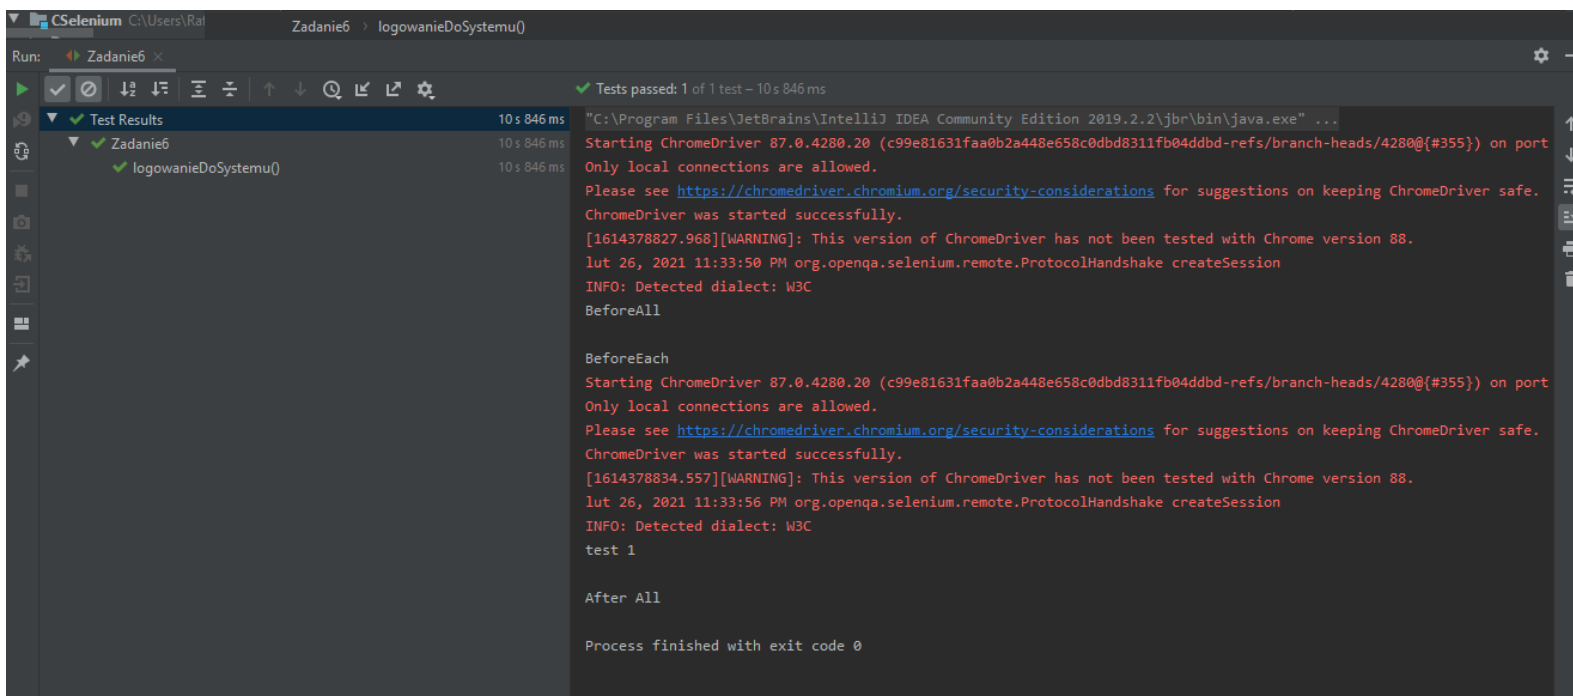 CSelenium C:\Users\Raf
Zadanie6 > logowanieDoSystemu()
Run: Zadanie6 ×
Tests passed: 1 of 1 test – 10 s 846 ms
Test Results 10 s 846 ms
Zadanie6 10 s 846 ms
logowanieDoSystemu() 10 s 846 ms
"C:\Program Files\JetBrains\IntelliJ IDEA Community Edition 2019.2.2\jbr\bin\java.exe" ...
Starting ChromeDriver 87.0.4280.20 (c99e81631faa0b2a448e658c0dbd8311fb04ddbd-refs/branch-heads/4280@{#355}) on port
Only local connections are allowed.
Please see https://chromedriver.chromium.org/security-considerations for suggestions on keeping ChromeDriver safe.
ChromeDriver was started successfully.
[1614378827.968][WARNING]: This version of ChromeDriver has not been tested with Chrome version 88.
lut 26, 2021 11:33:50 PM org.openqa.selenium.remote.ProtocolHandshake createSession
INFO: Detected dialect: W3C
BeforeAll
BeforeEach
Starting ChromeDriver 87.0.4280.20 (c99e81631faa0b2a448e658c0dbd8311fb04ddbd-refs/branch-heads/4280@{#355}) on port
Only local connections are allowed.
Please see https://chromedriver.chromium.org/security-considerations for suggestions on keeping ChromeDriver safe.
ChromeDriver was started successfully.
[1614378834.557][WARNING]: This version of ChromeDriver has not been tested with Chrome version 88.
lut 26, 2021 11:33:56 PM org.openqa.selenium.remote.ProtocolHandshake createSession
INFO: Detected dialect: W3C
test 1
After All
Process finished with exit code 0